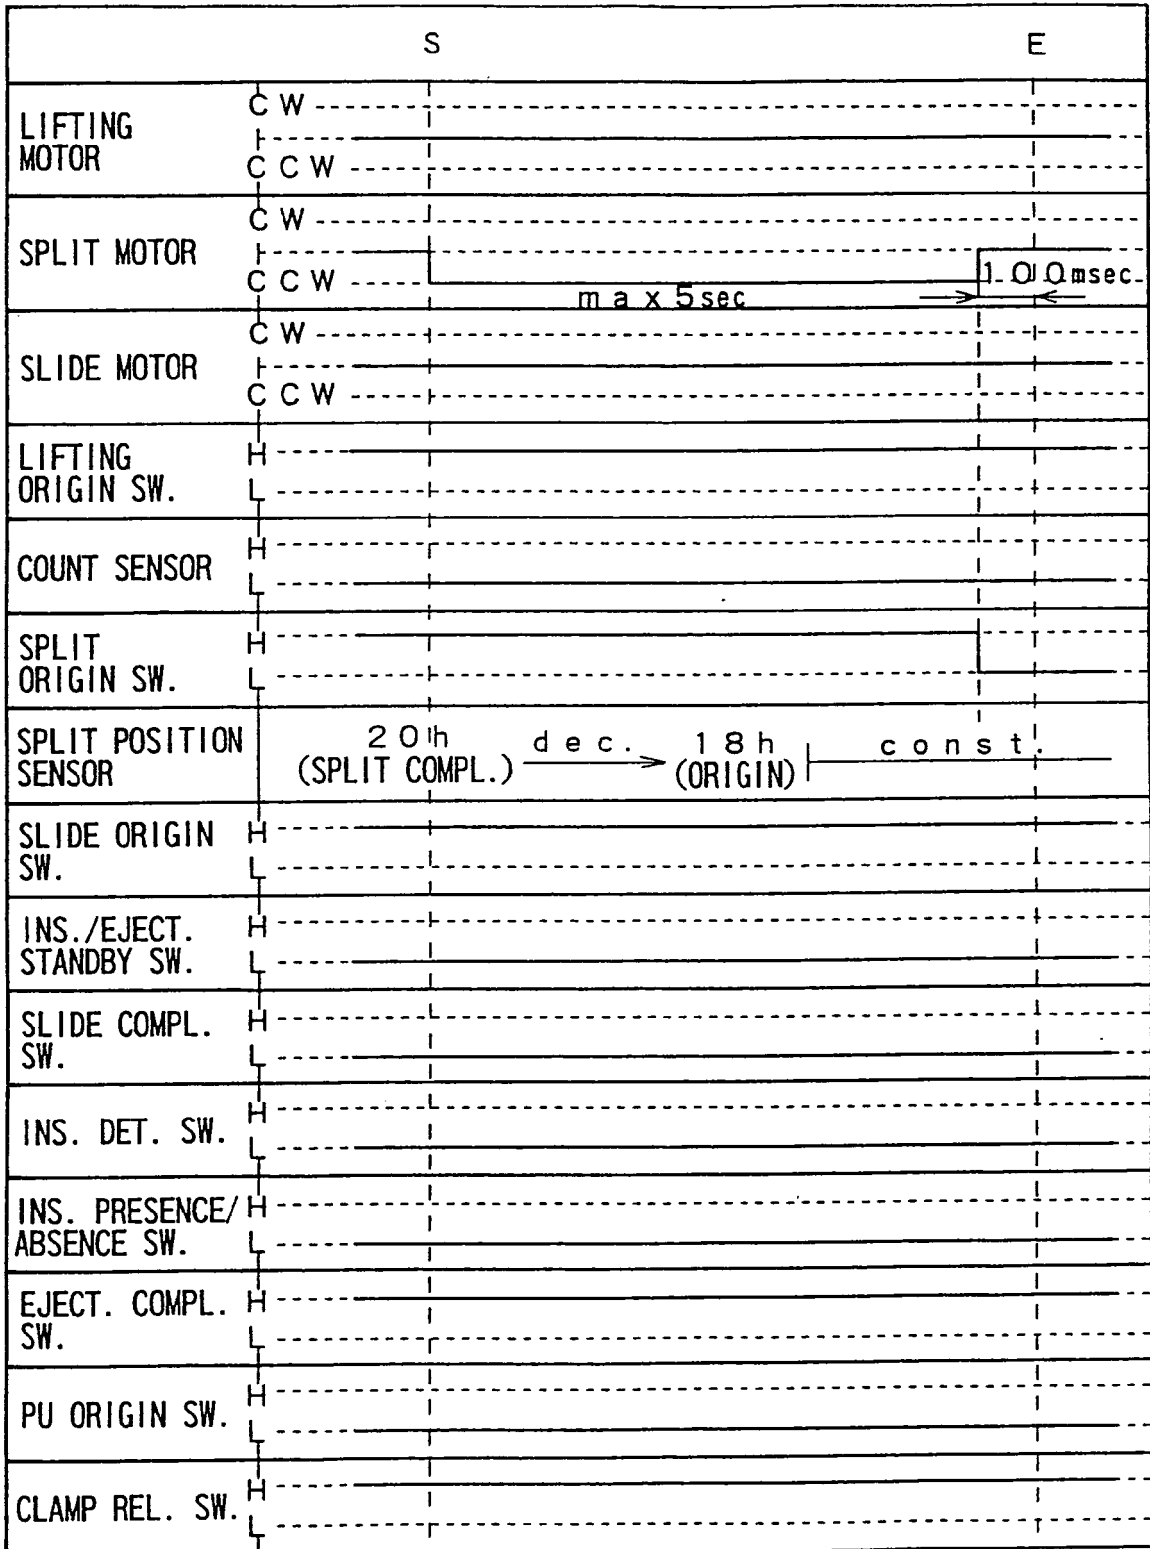 S E
LIFTING
MOTOR
CW
CCW
SPLIT MOTOR
CW
CCW
max 5sec
100msec
SLIDE MOTOR
CW
CCW
LIFTING
ORIGIN SW.
H
L
COUNT SENSOR
H
L
SPLIT
ORIGIN SW.
H
L
SPLIT POSITION
SENSOR
20h
(SPLIT COMPL.)
dec.
18h
(ORIGIN)
const.
SLIDE ORIGIN
SW.
H
L
INS./EJECT.
STANDBY SW.
H
L
SLIDE COMPL.
SW.
H
L
INS. DET. SW.
H
L
INS. PRESENCE/
ABSENCE SW.
H
L
EJECT. COMPL.
SW.
H
L
PU ORIGIN SW.
H
L
CLAMP REL. SW.
H
L